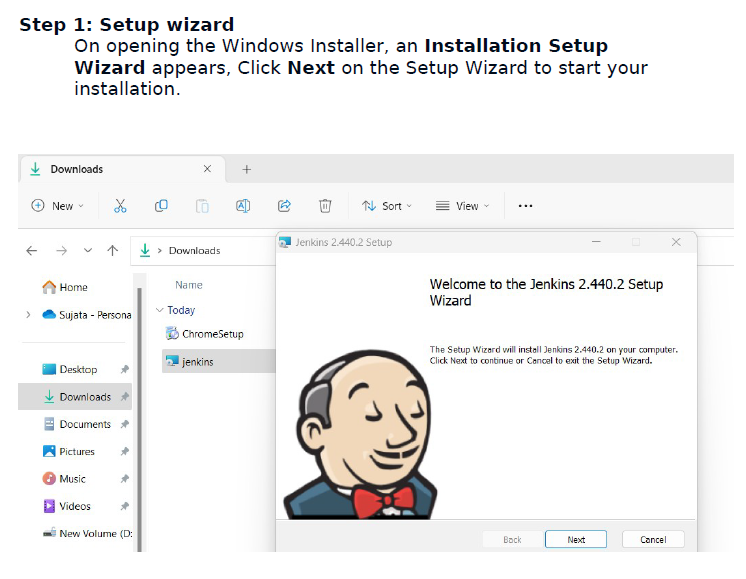 Step 1: Setup wizard
On opening the Windows Installer, an Installation Setup
Wizard appears, Click Next on the Setup Wizard to start your
installation.
Downloads
New
Sort
View
Downloads
Jenkins 2.440.2 Setup
Home
Sujata - Persona
Desktop
Downloads
Documents
Pictures
Music
Videos
New Volume (D:
Name
Today
ChromeSetup
jenkins
Welcome to the Jenkins 2.440.2 Setup
Wizard
The Setup Wizard will install Jenkins 2.440.2 on your computer.
Click Next to continue or Cancel to exit the Setup Wizard.
Back
Next
Cancel